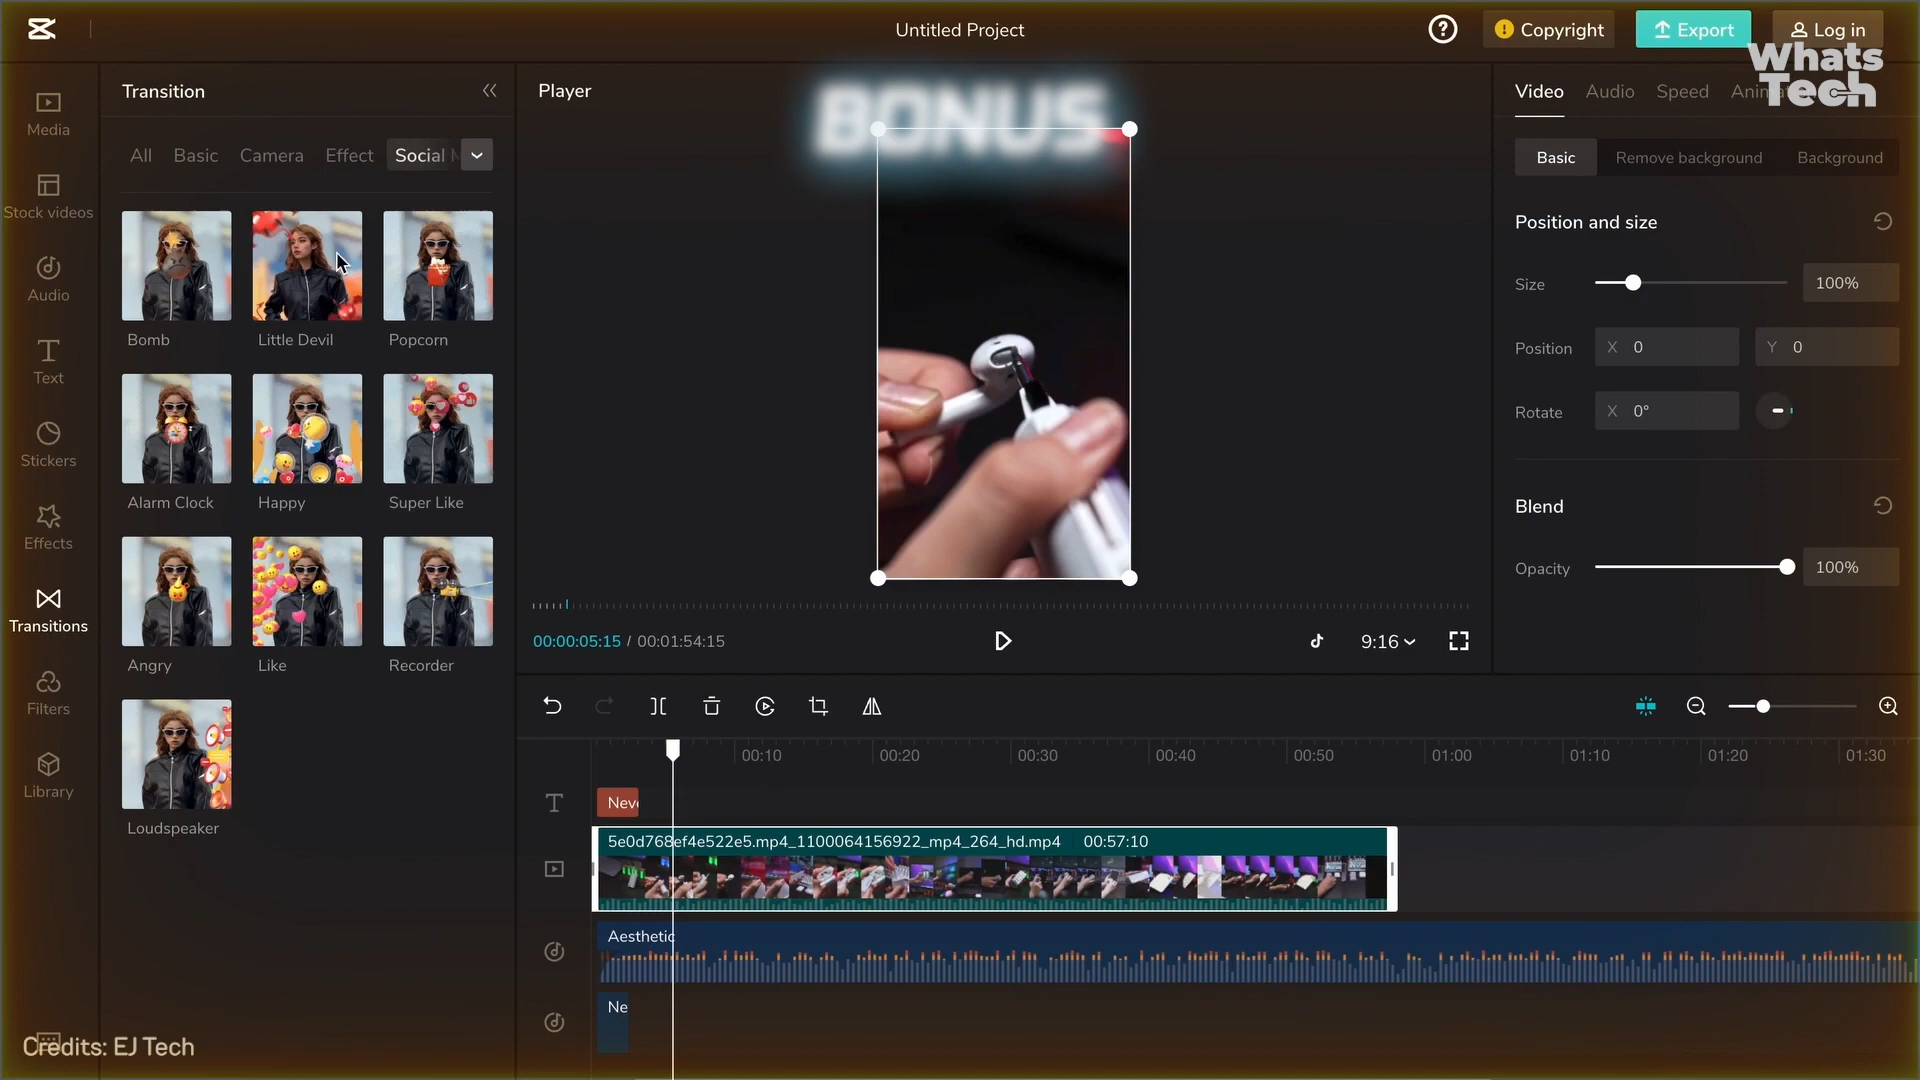 Untitled Project
Copyright
Export
Log in
Whats
Tech
Media
Stock videos
Audio
Text
Stickers
Effects
Transitions
Filters
Library
Transition
All
Basic
Camera
Effect
Social
Bomb
Little Devil
Popcorn
Alarm Clock
Happy
Super Like
Angry
Like
Recorder
Loudspeaker
Player
BONUS
00:00:05:15 / 00:01:54:15
9:16
Video
Audio
Speed
Basic
Remove background
Background
Position and size
Size
100%
Position
X 0
Y 0
Rotate
X 0°
Blend
Opacity
100%
00:10
00:20
00:30
00:40
00:50
01:00
01:10
01:20
01:30
5e0d768ef4e522e5.mp4_1100064156922_mp4_264_hd.mp4 00:57:10
Aesthetic
Ne
Credits: EJ Tech